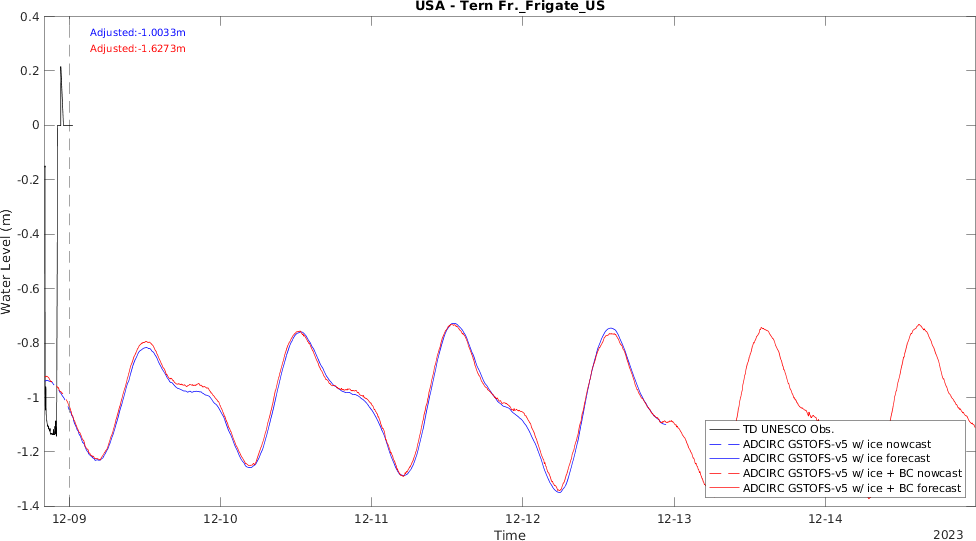 USA - Tern Fr._Frigate_US
Adjusted:-1.0033m
Adjusted:-1.6273m
0.4
0.2
0
-0.2
-0.4
-0.6
-0.8
-1
-1.2
-1.4
Water Level (m)
12-09
12-10
12-11
12-12
12-13
12-14
Time
2023
TD UNESCO Obs.
ADCIRC GSTOFS-v5 w/ ice nowcast
ADCIRC GSTOFS-v5 w/ ice forecast
ADCIRC GSTOFS-v5 w/ ice + BC nowcast
ADCIRC GSTOFS-v5 w/ ice + BC forecast